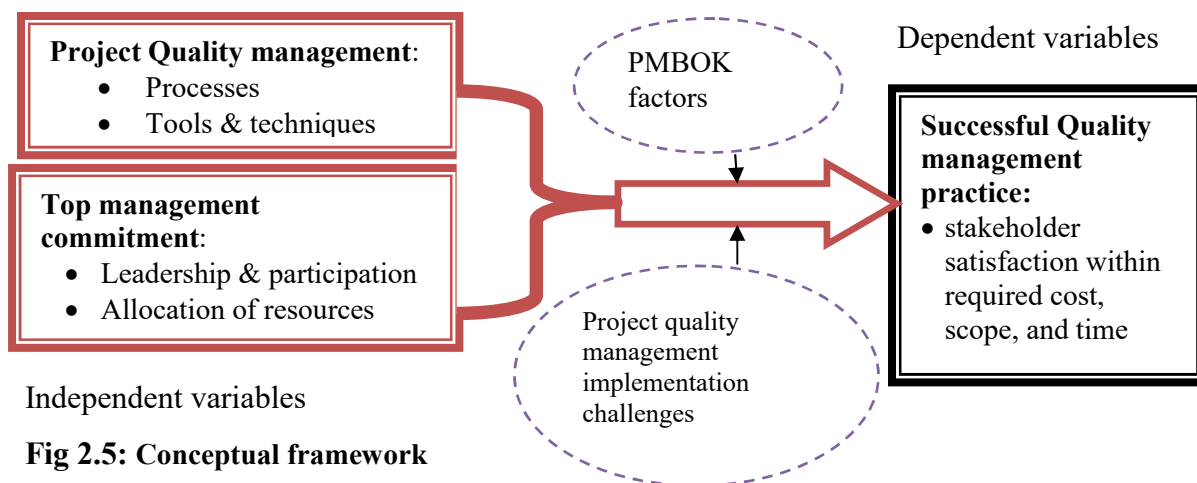 Project Quality management:
• Processes
• Tools & techniques
Top management
commitment:
• Leadership & participation
• Allocation of resources
Independent variables
PMBOK
factors
Project quality
management
implementation
challenges
Dependent variables
Successful Quality
management
practice:
• stakeholder
satisfaction within
required cost,
scope, and time
Fig 2.5: Conceptual framework